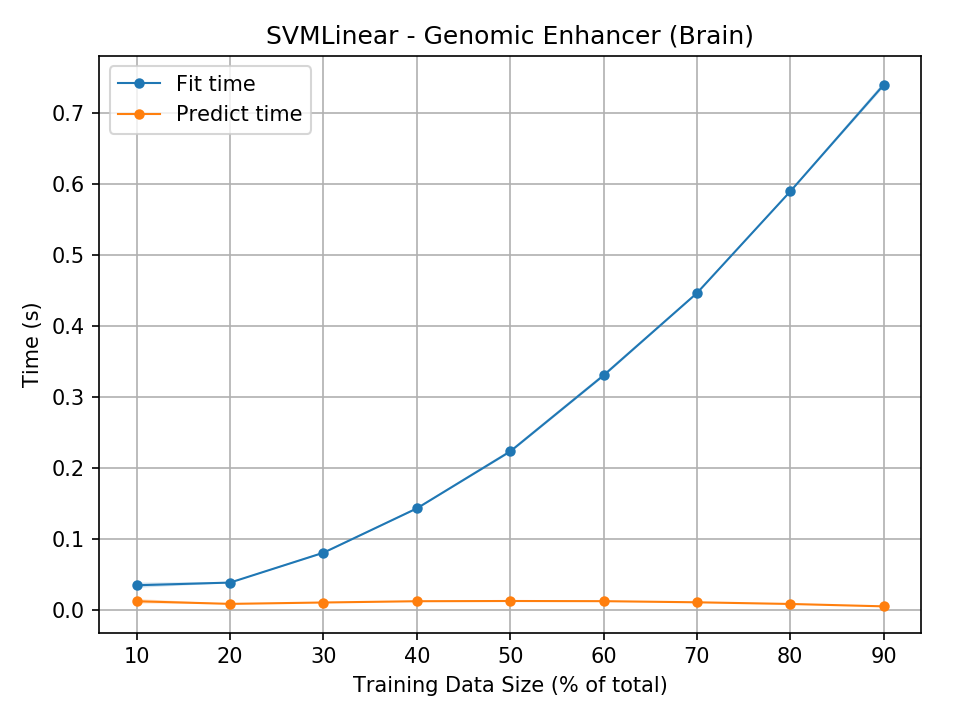 SVMLinear - Genomic Enhancer (Brain)
Fit time
Predict time
0.7
0.6
0.5
0.4
0.3
0.2
0.1
0.0
Time (s)
10 20 30 40 50 60 70 80 90
Training Data Size (% of total)